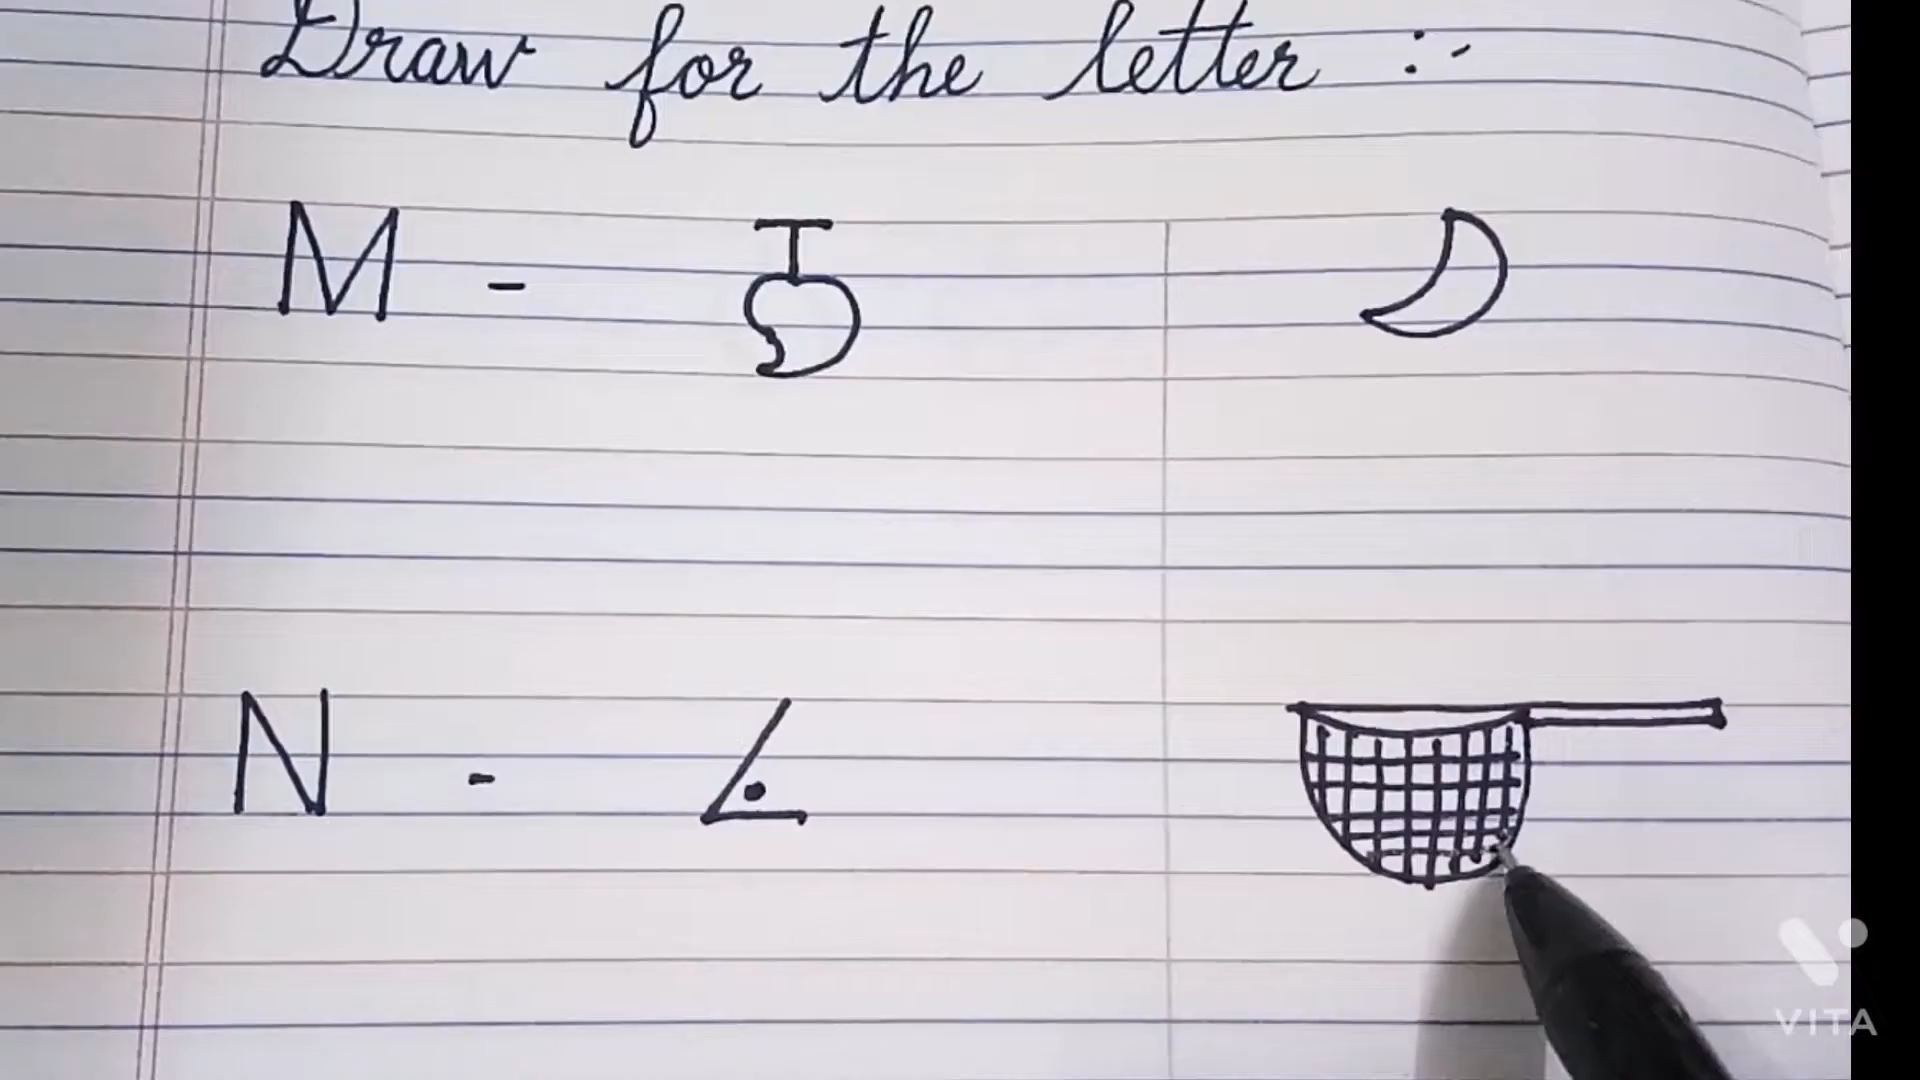 Draw for the letter :-
M -
N -
VITA